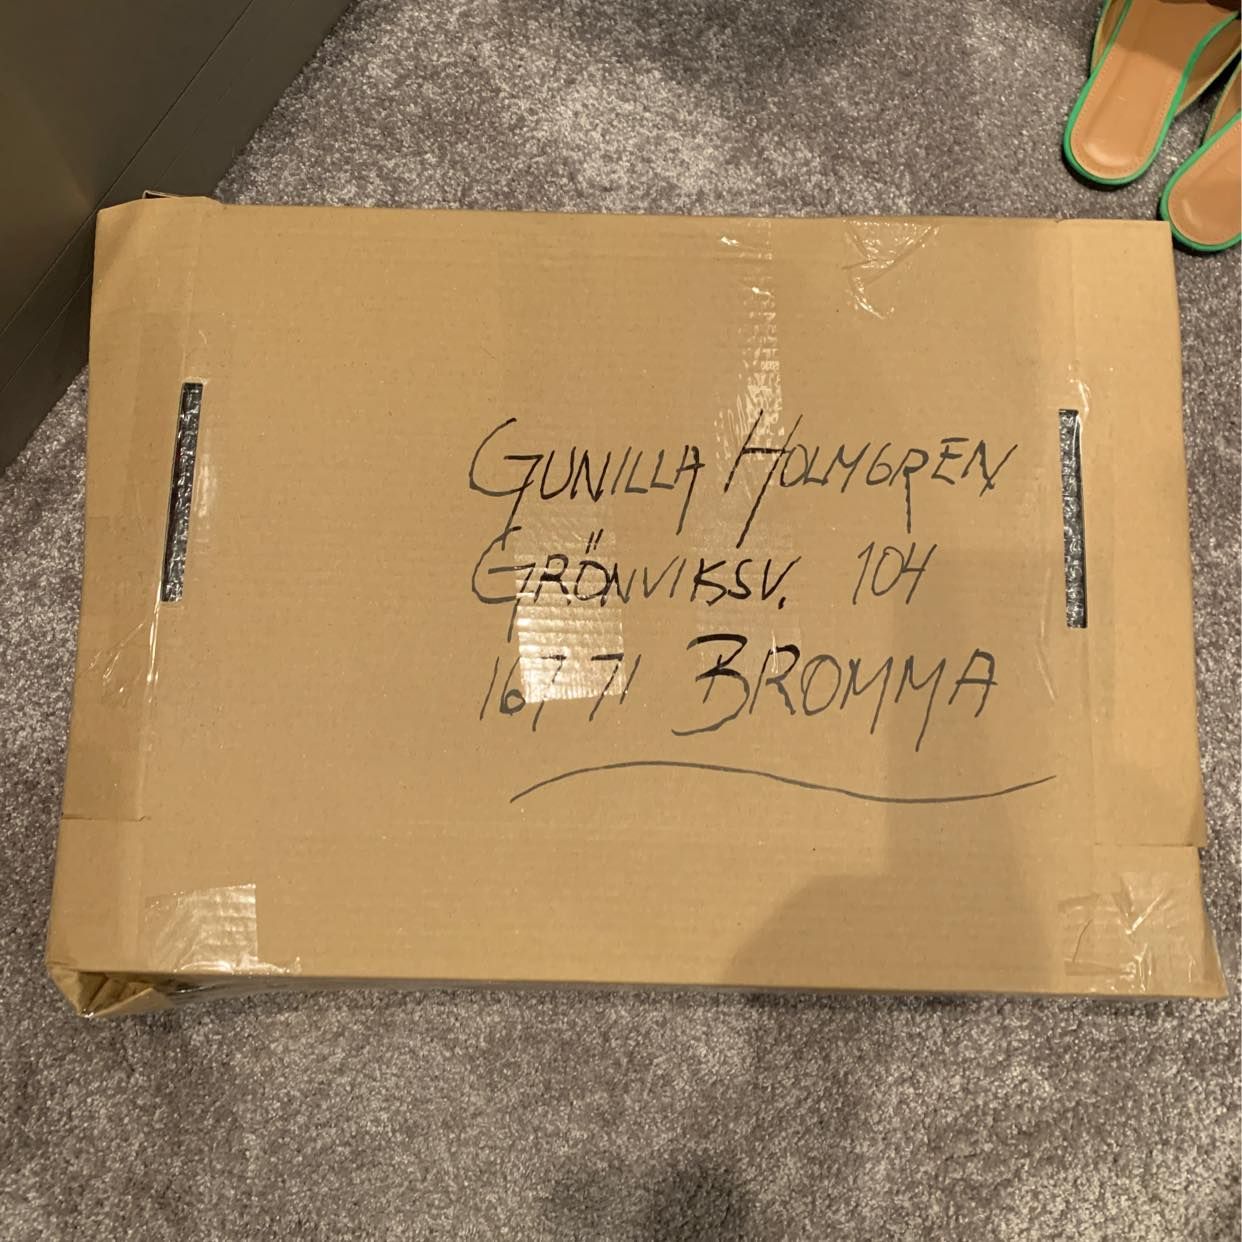 GUNILLA HOLMGREN
GRÖNVIKSV. 104
167 71 BROMMA